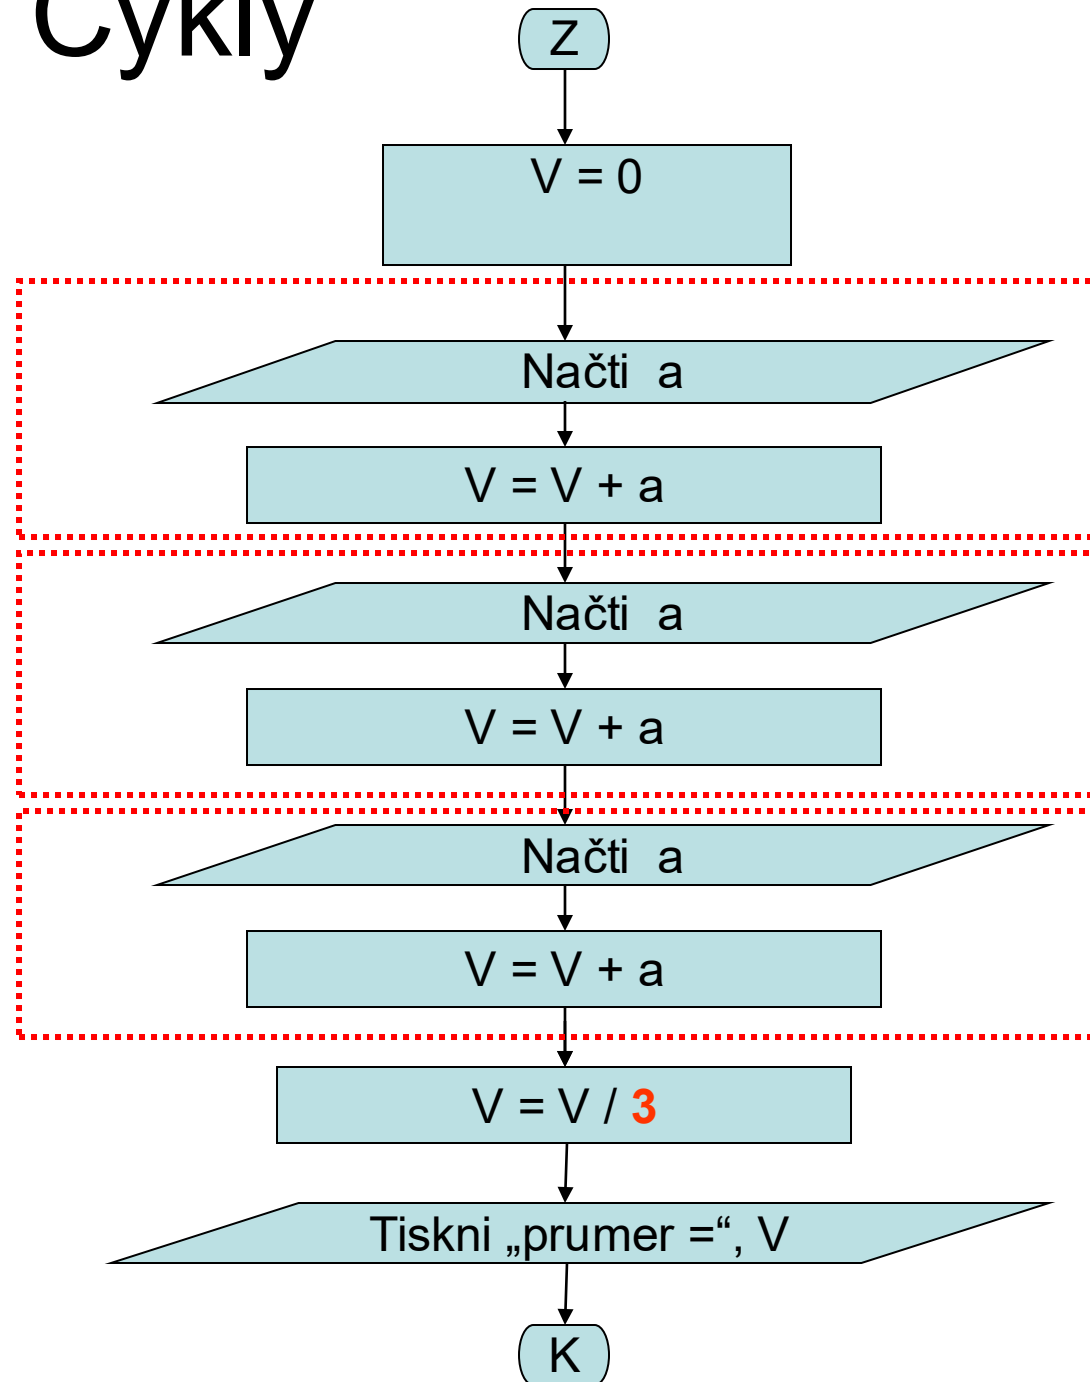 Cykly
Z
V = 0
Načti a
V = V + a
Načti a
V = V + a
Načti a
V = V + a
V = V / 3
Tiskni „prumer =“, V
K